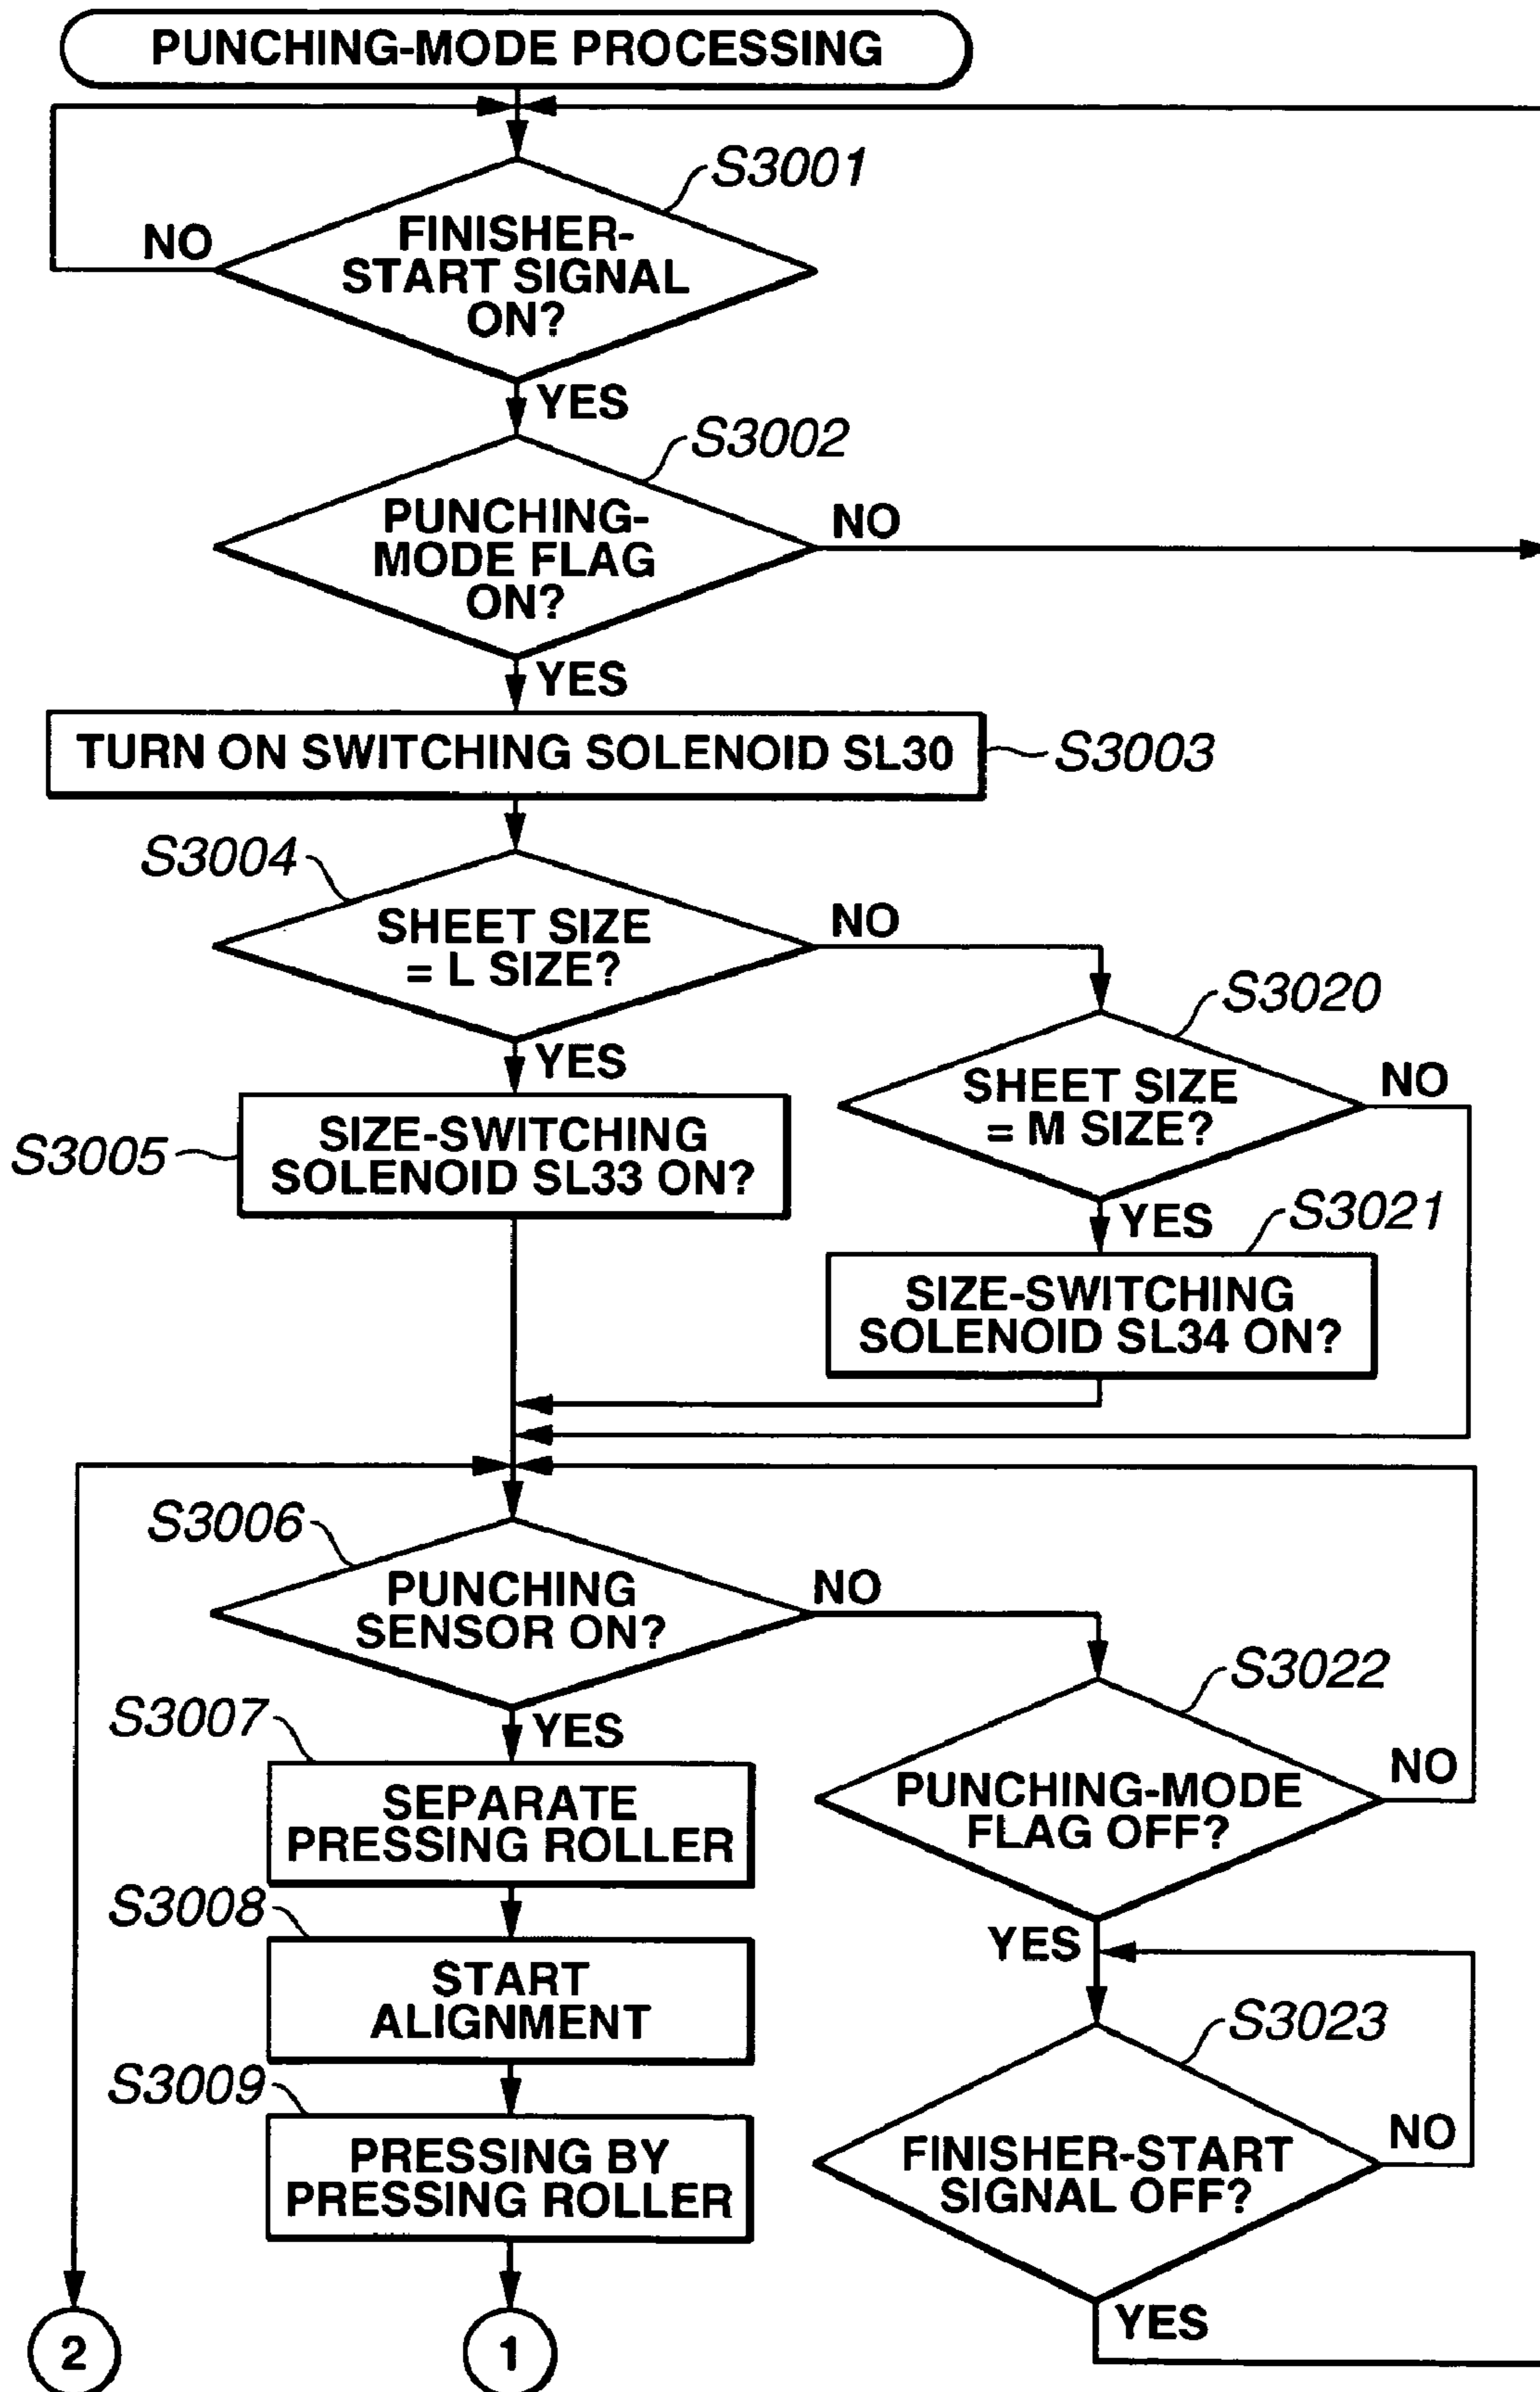 PUNCHING-MODE PROCESSING
S3001
FINISHER-
START SIGNAL
ON?
NO
YES
S3002
PUNCHING-
MODE FLAG
ON?
NO
YES
TURN ON SWITCHING SOLENOID SL30
S3003
S3004
SHEET SIZE
= L SIZE?
NO
YES
S3020
SHEET SIZE
= M SIZE?
NO
YES
S3005
SIZE-SWITCHING
SOLENOID SL33 ON?
S3021
SIZE-SWITCHING
SOLENOID SL34 ON?
S3006
PUNCHING
SENSOR ON?
NO
YES
S3022
PUNCHING-MODE
FLAG OFF?
NO
YES
S3007
SEPARATE
PRESSING ROLLER
S3008
START
ALIGNMENT
S3023
FINISHER-START
SIGNAL OFF?
NO
YES
S3009
PRESSING BY
PRESSING ROLLER
2
1